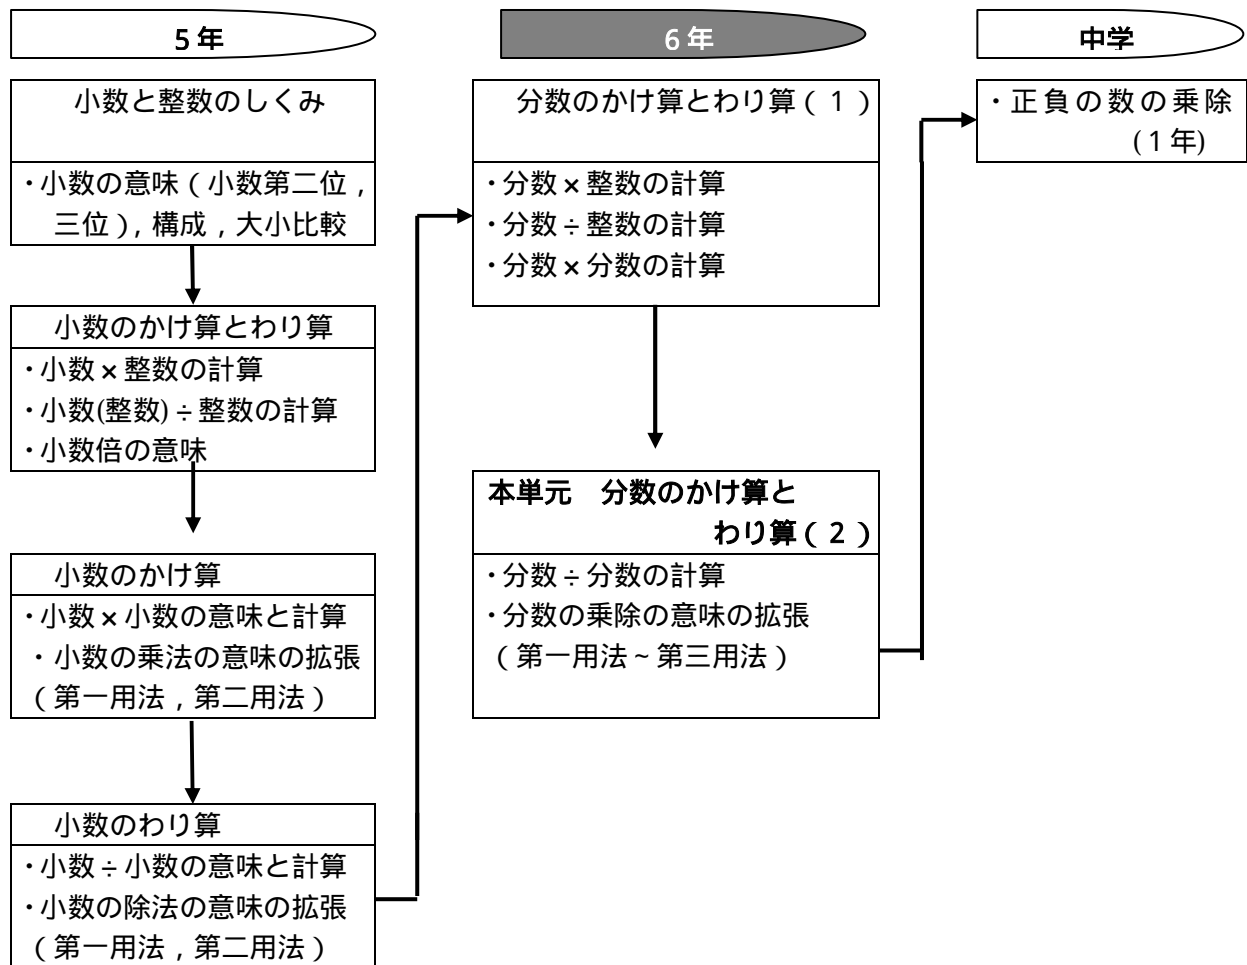 5年
小数と整数のしくみ
・小数の意味(小数第二位,
三位),構成,大小比較
小数のかけ算とわり算
・小数×整数の計算
・小数(整数)÷整数の計算
・小数倍の意味
小数のかけ算
・小数×小数の意味と計算
・小数の乗法の意味の拡張
(第一用法,第二用法)
小数のわり算
・小数÷小数の意味と計算
・小数の除法の意味の拡張
(第一用法,第二用法)
6年
分数のかけ算とわり算(1)
・分数×整数の計算
・分数÷整数の計算
・分数×分数の計算
本単元 分数のかけ算と
わり算(2)
・分数÷分数の計算
・分数の乗除の意味の拡張
(第一用法~第三用法)
中学
・正負の数の乗除
(1年)